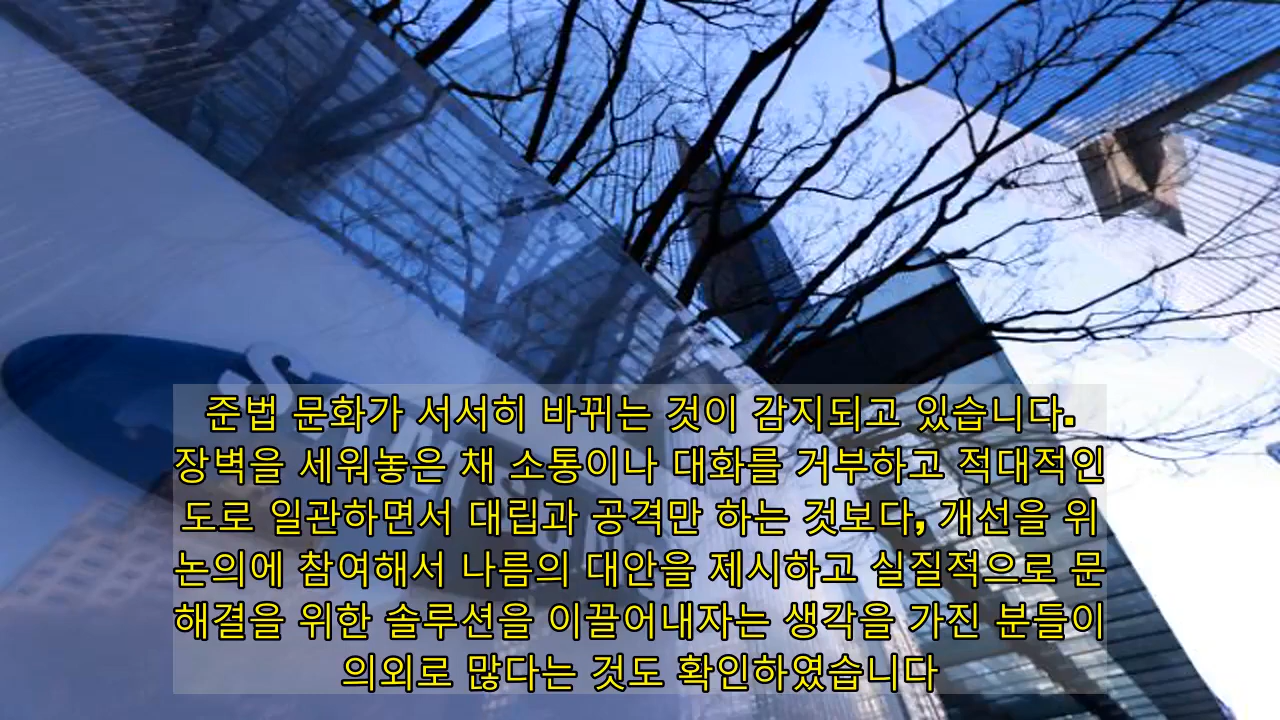 준법 문화가 서서히 바뀌는 것이 감지되고 있습니다.
장벽을 세워놓은 채 소통이나 대화를 거부하고 적대적인
도로 일관하면서 대립과 공격만 하는 것보다, 개선을 위
논의에 참여해서 나름의 대안을 제시하고 실질적으로 문
해결을 위한 솔루션을 이끌어내자는 생각을 가진 분들이
의외로 많다는 것도 확인하였습니다